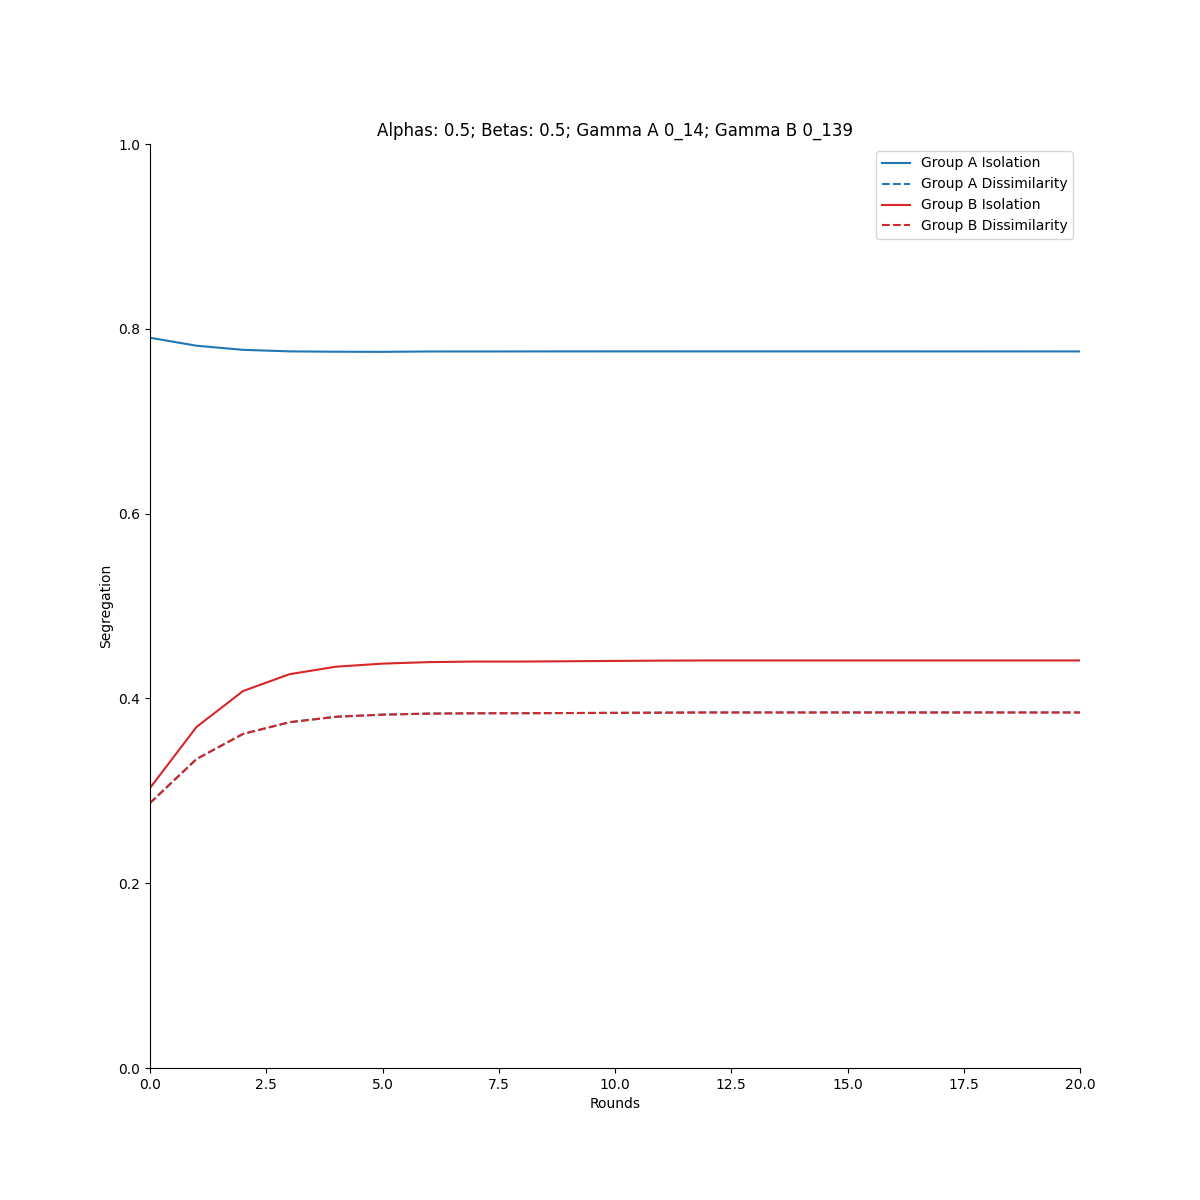 Alphas: 0.5; Betas: 0.5; Gamma A 0_14; Gamma B 0_139
Group A Isolation
Group A Dissimilarity
Group B Isolation
Group B Dissimilarity
1.0
0.8
0.6
0.4
0.2
0.0
Segregation
0.0 2.5 5.0 7.5 10.0 12.5 15.0 17.5 20.0
Rounds